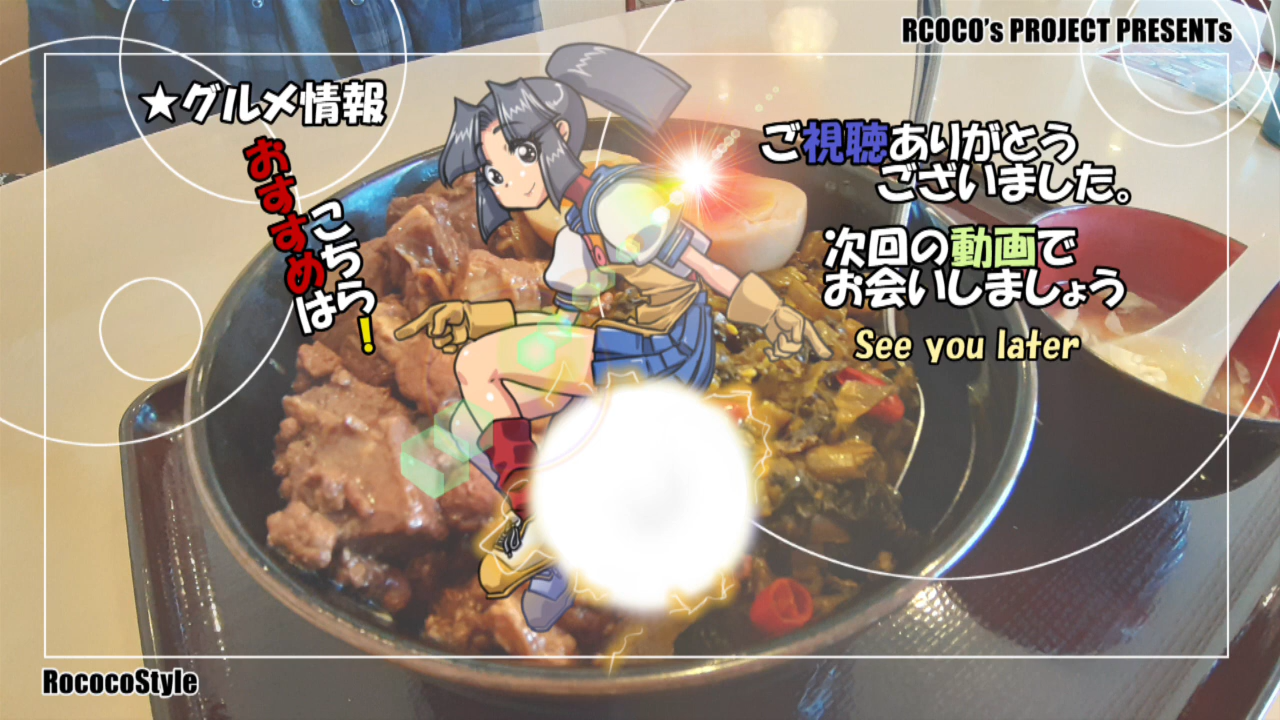 RCOCO's PROJECT PRESENTs
★グルメ情報
おすすめは
こちら!
ご視聴ありがとう
ございました。
次回の動画で
お会いしましょう
See you later
RococoStyle